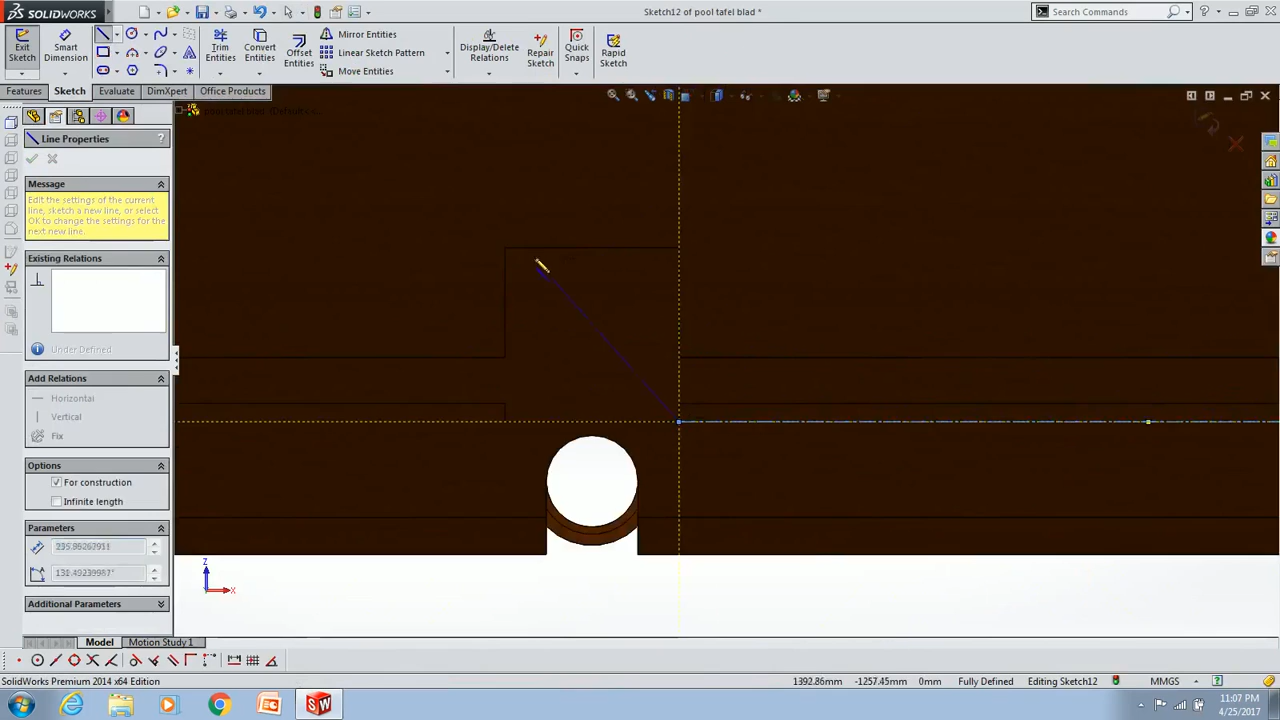 SOLIDWORKS
Sketch12 of pool tafel blad *
Search Commands
Exit Sketch
Smart Dimension
Trim Entities
Convert Entities
Offset Entities
Mirror Entities
Linear Sketch Pattern
Move Entities
Display/Delete Relations
Repair Sketch
Quick Snaps
Rapid Sketch
Features
Sketch
Evaluate
DimXpert
Office Products
Line Properties
?
Message
Edit the settings of the current
line, sketch a new line, or select
OK to change the settings for the
next new line.
Existing Relations
Under Defined
Add Relations
Horizontal
Vertical
Fix
Options
For construction
Infinite length
Parameters
Additional Parameters
Z
X
Model
Motion Study 1
SolidWorks Premium 2014 x64 Edition
1392.86mm
-1257.45mm
0mm
Fully Defined
Editing Sketch12
MMGS
11:07 PM
4/25/2017